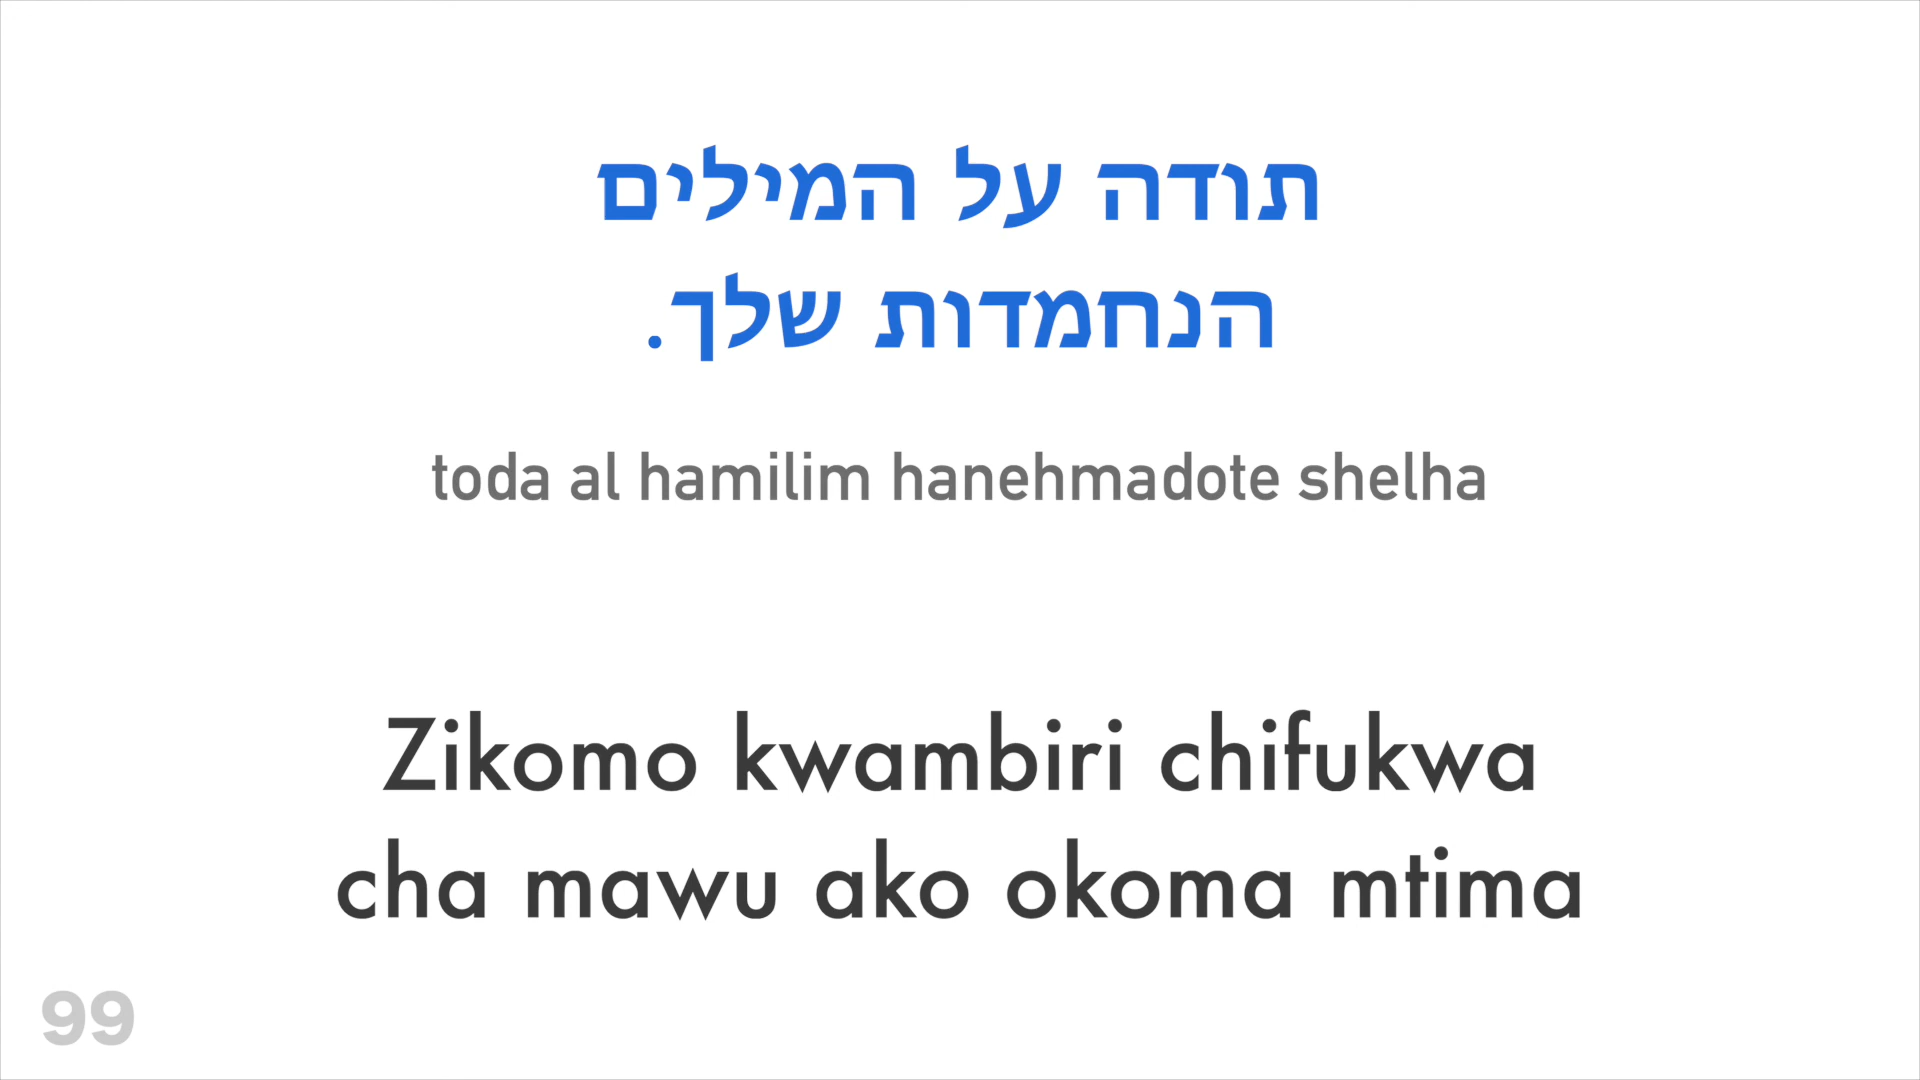 תודה על המילים
הנחמדות שלך.
toda al hamilim hanehmadote shelha
Zikomo kwambiri chifukwa
cha mawu ako okoma mtima
99